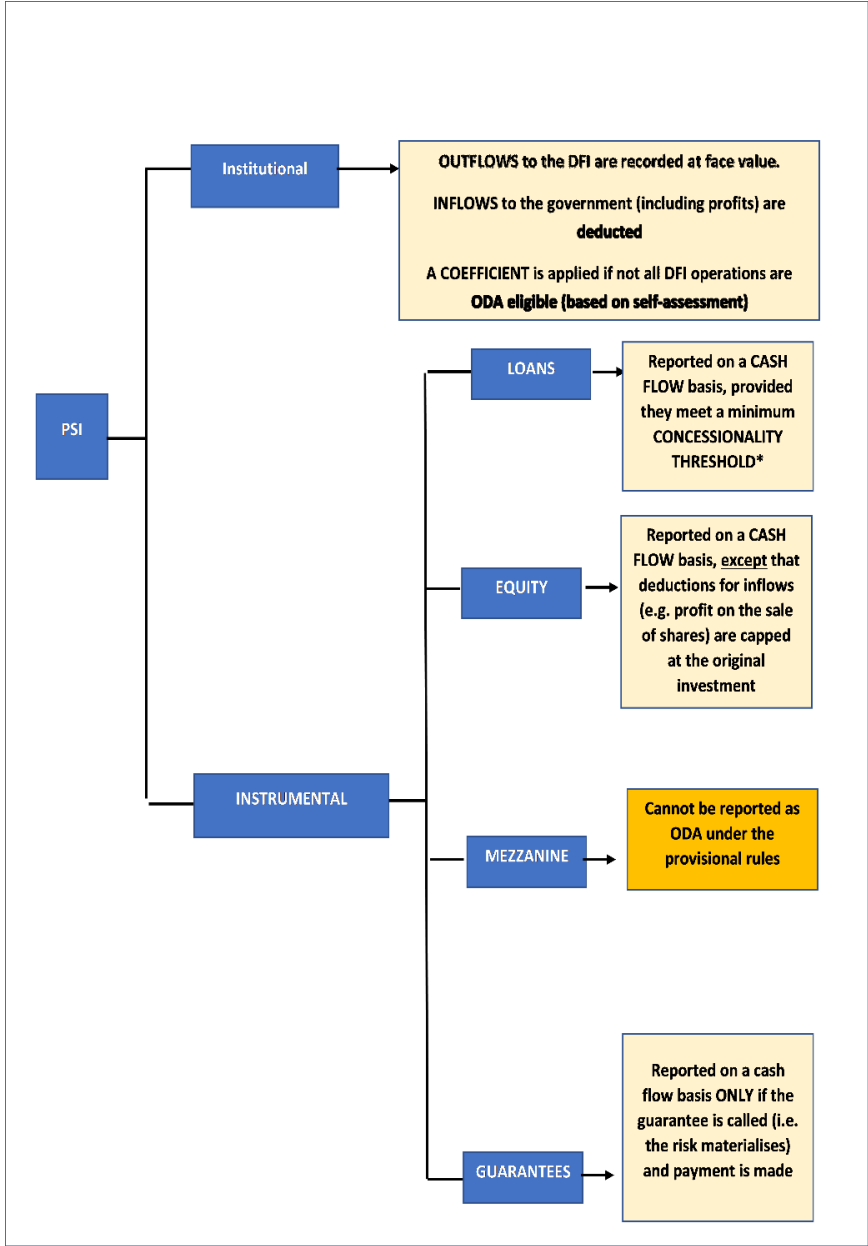 Institutional
OUTFLOWS to the DFI are recorded at face value.
INFLOWS to the government (including profits) are
deducted
A COEFFICIENT is applied if not all DFI operations are
ODA eligible (based on self-assessment)
PSI
LOANS
Reported on a CASH
FLOW basis, provided
they meet a minimum
CONCESSIONALITY
THRESHOLD*
EQUITY
Reported on a CASH
FLOW basis, except that
deductions for inflows
(e.g. profit on the sale
of shares) are capped
at the original
investment
INSTRUMENTAL
MEZZANINE
Cannot be reported as
ODA under the
provisional rules
GUARANTEES
Reported on a cash
flow basis ONLY if the
guarantee is called (i.e.
the risk materialises)
and payment is made